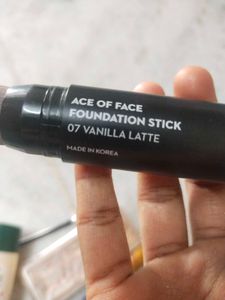 ACE OF FACE
FOUNDATION STICK
07 VANILLA LATTE
MADE IN KOREA